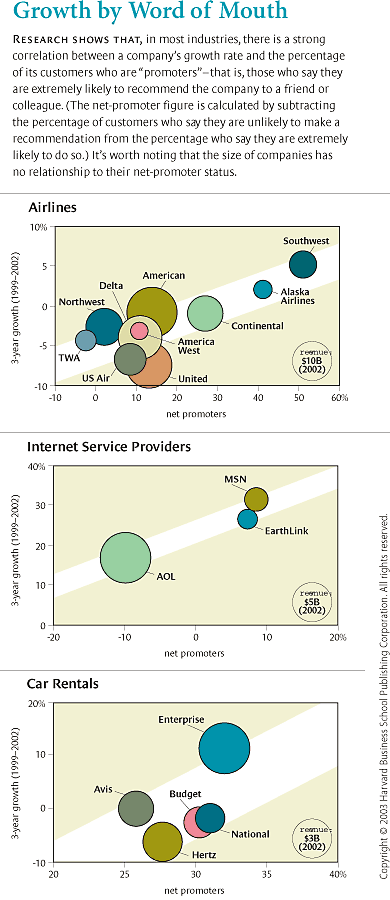 Growth by Word of Mouth
RESEARCH SHOWS THAT, in most industries, there is a strong
correlation between a company's growth rate and the percentage
of its customers who are "promoters"–that is, those who say they
are extremely likely to recommend the company to a friend or
colleague. (The net-promoter figure is calculated by subtracting
the percentage of customers who say they are unlikely to make a
recommendation from the percentage who say they are extremely
likely to do so.) It's worth noting that the size of companies has
no relationship to their net-promoter status.
Airlines
3-year growth (1999–2002)
10%
5
0
-5
-10
Southwest
American
Delta
Alaska
Airlines
Northwest
Continental
America
West
TWA
US Air
United
revenue:
$10B
(2002)
-10 0 10 20 30 40 50 60%
net promoters
Internet Service Providers
3-year growth (1999–2002)
40%
30
20
10
0
MSN
EarthLink
AOL
revenue:
$5B
(2002)
-20 -10 0 10 20%
net promoters
Car Rentals
3-year growth (1999–2002)
20%
10
0
-10
Enterprise
Avis
Budget
National
Hertz
revenue:
$3B
(2002)
20 25 30 35 40%
net promoters
Copyright © 2003 Harvard Business School Publishing Corporation. All rights reserved.